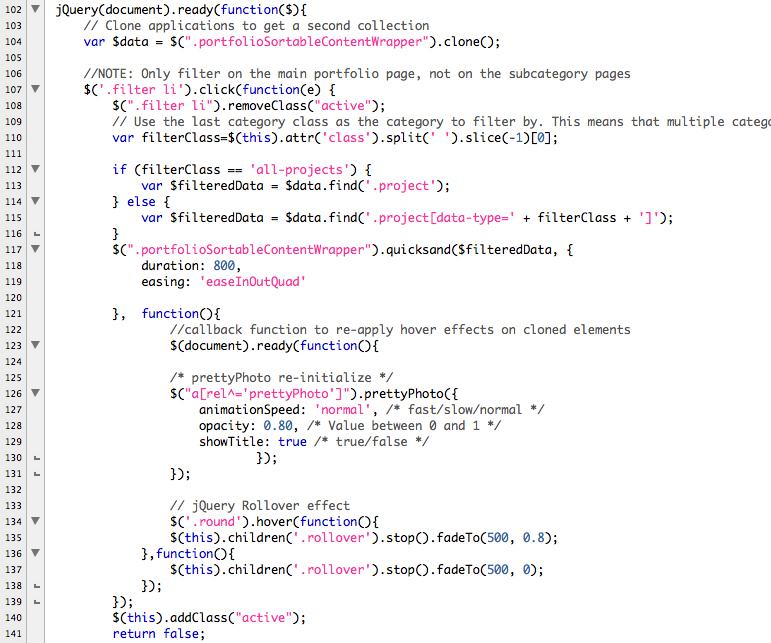 102 jQuery(document).ready(function($){
103 // Clone applications to get a second collection
104 var $data = $(".portfolioSortableContentWrapper").clone();
105
106 //NOTE: Only filter on the main portfolio page, not on the subcategory pages
107 $('.filter li').click(function(e) {
108 $(".filter li").removeClass("active");
109 // Use the last category class as the category to filter by. This means that multiple catego
110 var filterClass=$(this).attr('class').split(' ').slice(-1)[0];
111
112 if (filterClass == 'all-projects') {
113 var $filteredData = $data.find('.project');
114 } else {
115 var $filteredData = $data.find('.project[data-type=' + filterClass + ']');
116 }
117 $(".portfolioSortableContentWrapper").quicksand($filteredData, {
118 duration: 800,
119 easing: 'easeInOutQuad'
120
121 }, function(){
122 //callback function to re-apply hover effects on cloned elements
123 $(document).ready(function(){
124
125 /* prettyPhoto re-initialize */
126 $("a[rel^='prettyPhoto']").prettyPhoto({
127 animationSpeed: 'normal', /* fast/slow/normal */
128 opacity: 0.80, /* Value between 0 and 1 */
129 showTitle: true /* true/false */
130 });
131 });
132
133 // jQuery Rollover effect
134 $('.round').hover(function(){
135 $(this).children('.rollover').stop().fadeTo(500, 0.8);
136 },function(){
137 $(this).children('.rollover').stop().fadeTo(500, 0);
138 });
139 });
140 $(this).addClass("active");
141 return false;